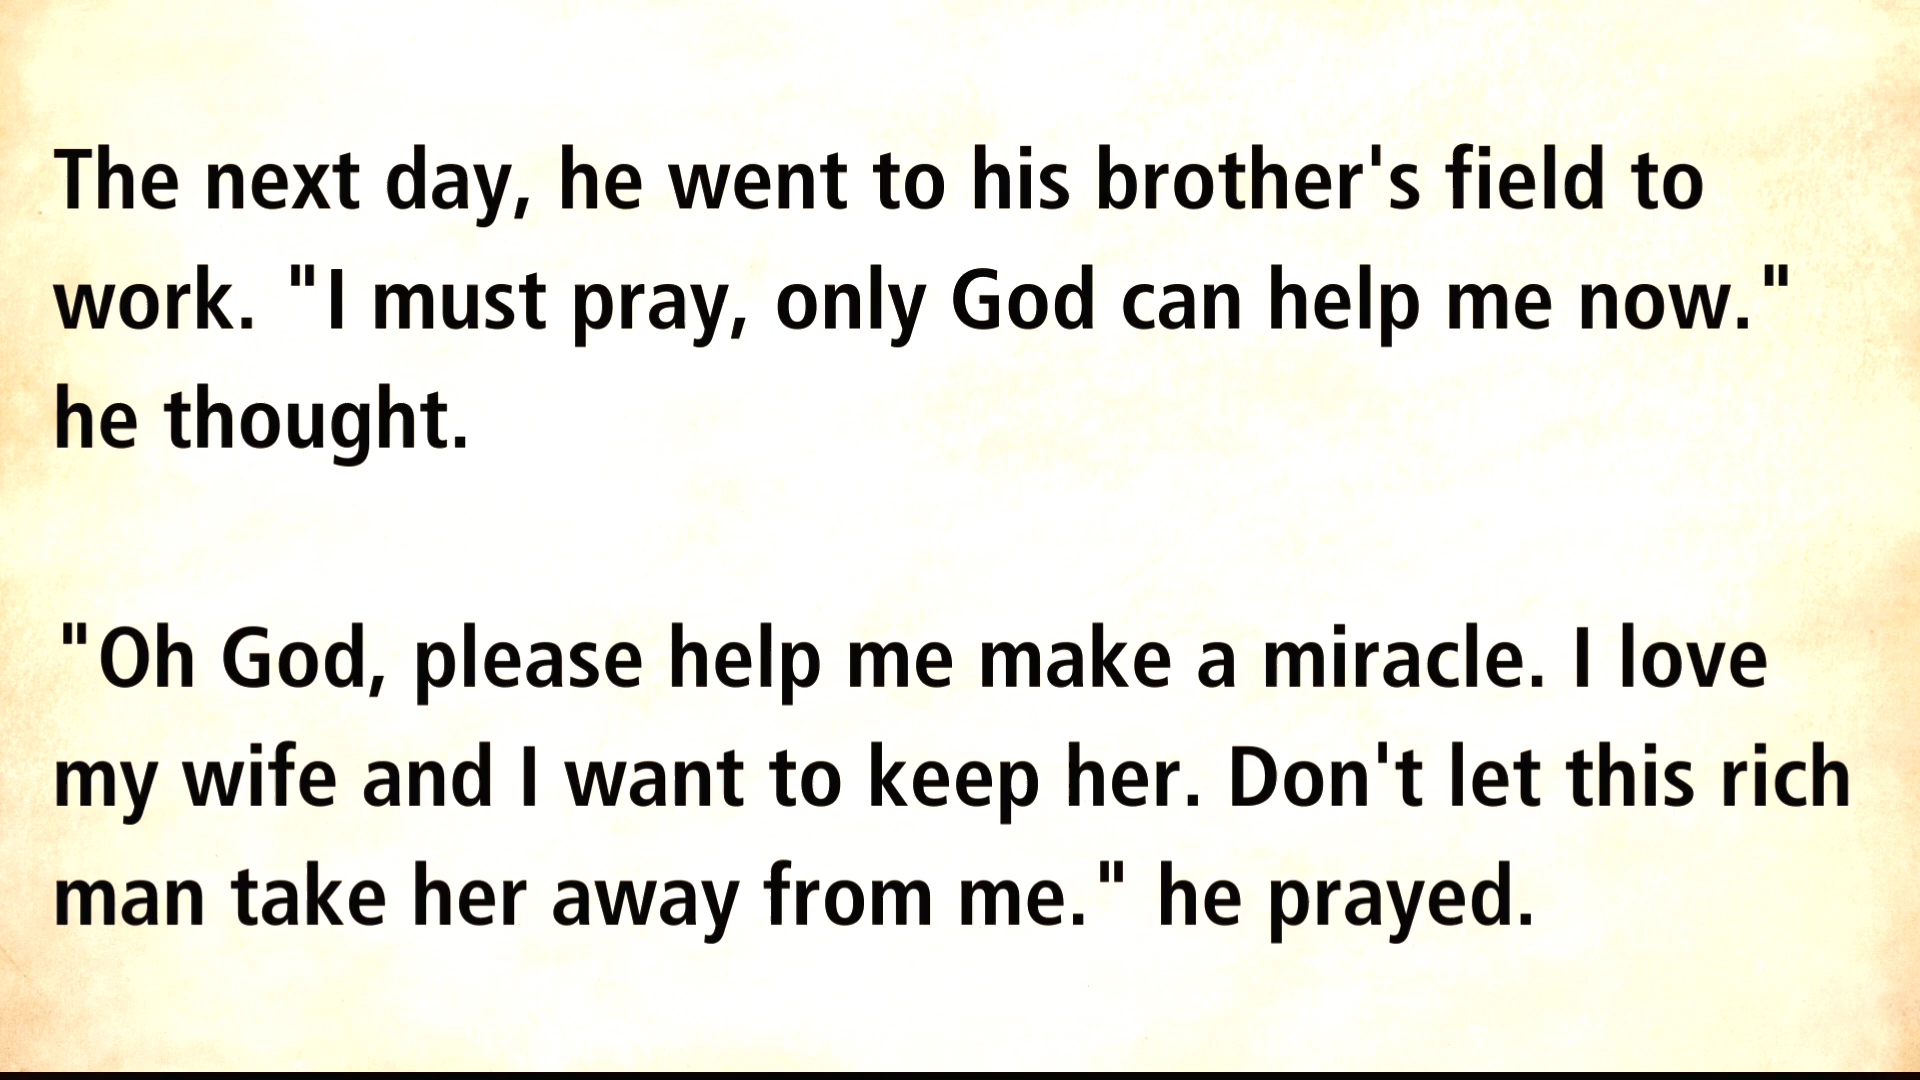 The next day, he went to his brother's field to
work. "I must pray, only God can help me now."
he thought.
"Oh God, please help me make a miracle. I love
my wife and I want to keep her. Don't let this rich
man take her away from me." he prayed.